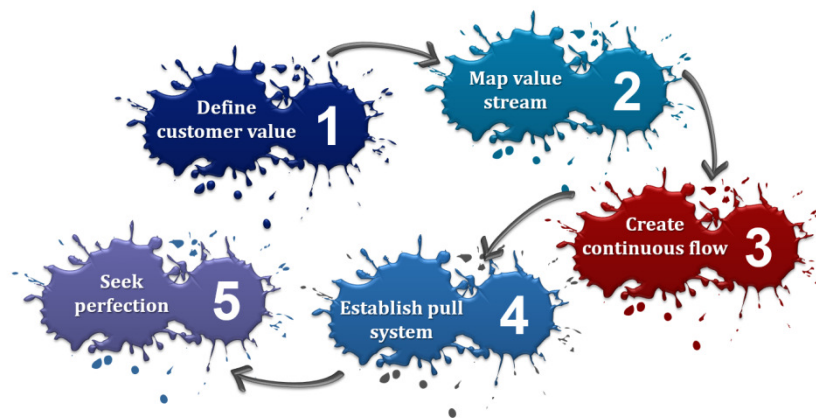 Define
customer value
1
Map value
stream
2
Create
continuous flow
3
Establish pull
system
4
Seek
perfection
5